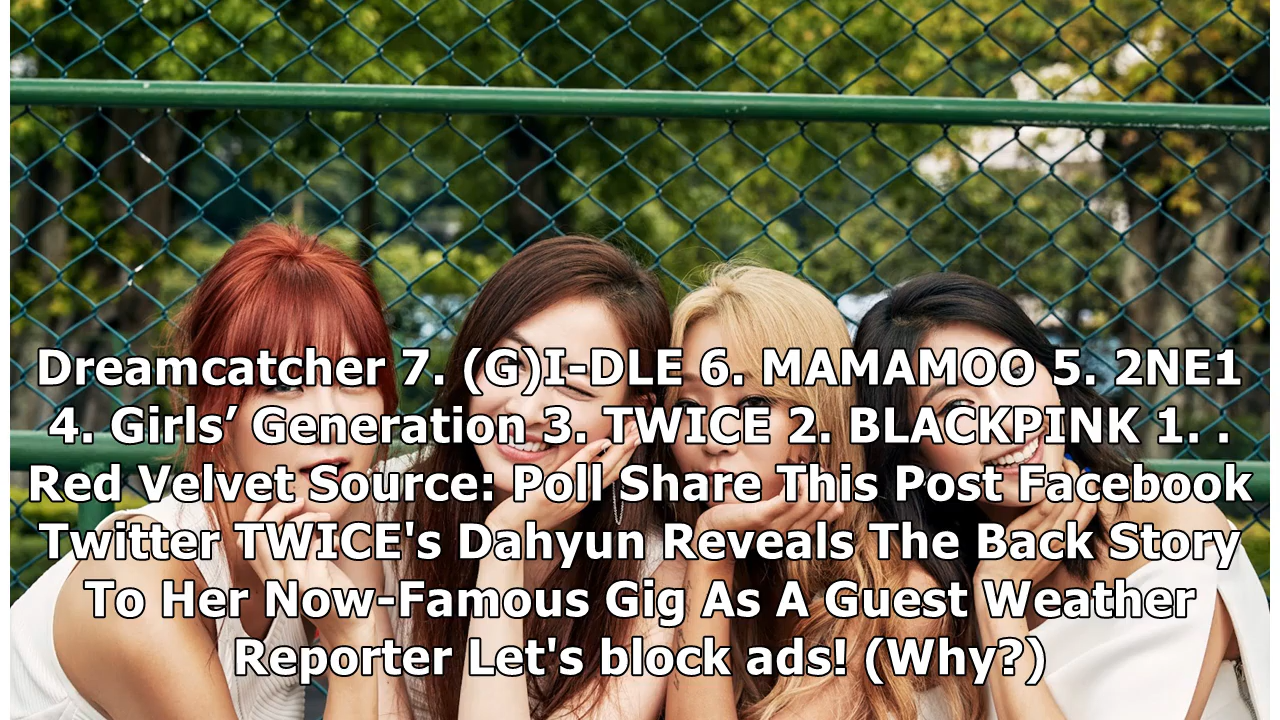 Dreamcatcher 7. (G)I-DLE 6. MAMAMOO 5. 2NE1
4. Girls’ Generation 3. TWICE 2. BLACKPINK 1. .
Red Velvet Source: Poll Share This Post Facebook
Twitter TWICE's Dahyun Reveals The Back Story
To Her Now-Famous Gig As A Guest Weather
Reporter Let's block ads! (Why?)